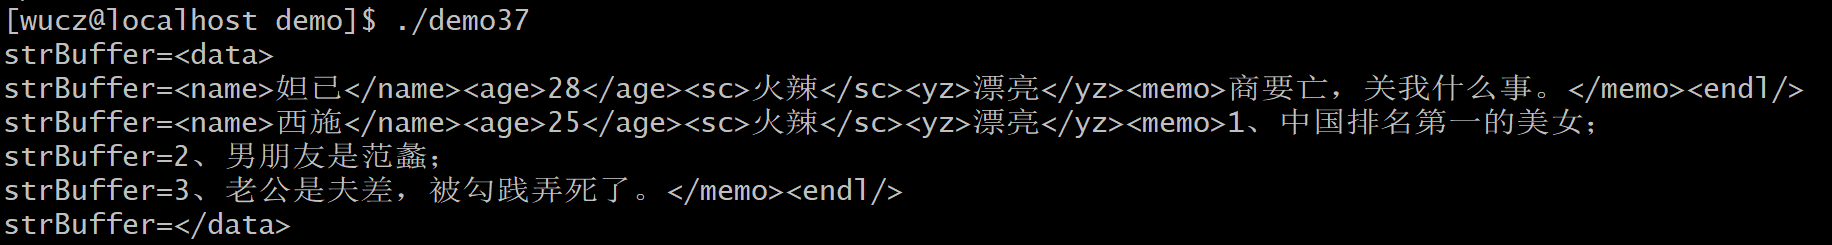 [wucz@localhost demo]$ ./demo37
strBuffer=<data>
strBuffer=<name>妲已</name><age>28</age><sc>火辣</sc><yz>漂亮</yz><memo>商要亡，关我什么事。</memo><endl/>
strBuffer=<name>西施</name><age>25</age><sc>火辣</sc><yz>漂亮</yz><memo>1、中国排名第一的美女；
strBuffer=2、男朋友是范蠡；
strBuffer=3、老公是夫差，被勾践弄死了。</memo><endl/>
strBuffer=</data>